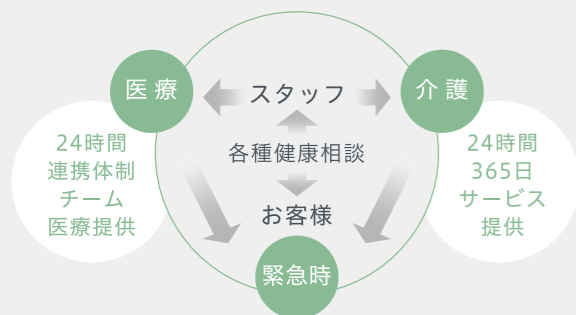 医療
スタッフ
介護
24時間
連携体制
チーム
医療提供
各種健康相談
24時間
365日
サービス
提供
お客様
緊急時